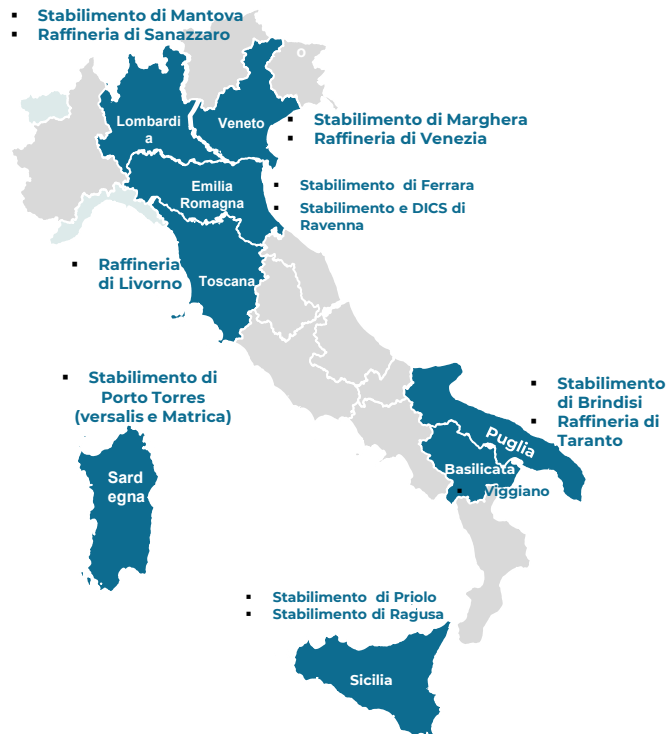 ▪ Stabilimento di Mantova
▪ Raffineria di Sanazzaro
Lombardi
a
Veneto
▪ Stabilimento di Marghera
▪ Raffineria di Venezia
Emilia
Romagna
▪ Stabilimento di Ferrara
▪ Stabilimento e DICS di
Ravenna
▪ Raffineria
di Livorno
Toscana
▪ Stabilimento di
Porto Torres
(versalis e Matrica)
Sard
egna
▪ Stabilimento
di Brindisi
▪ Raffineria di
Taranto
Puglia
Basilicata
▪ Viggiano
▪ Stabilimento di Priolo
▪ Stabilimento di Ragusa
Sicilia